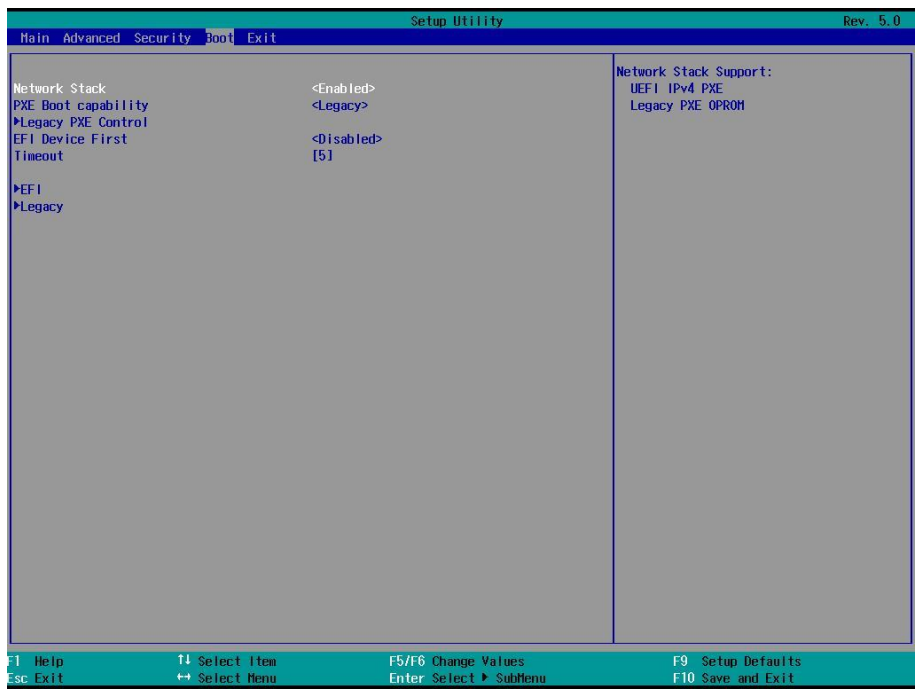 Setup Utility Rev. 5.0
Main Advanced Security Boot Exit
Network Stack <Enabled>
PXE Boot capability <Legacy>
▶Legacy PXE Control
EFI Device First <Disabled>
Timeout [5]
▶EFI
▶Legacy
Network Stack Support:
UEFI IPv4 PXE
Legacy PXE OPROM
F1 Help ↑↓ Select Item F5/F6 Change Values F9 Setup Defaults
Esc Exit ↔ Select Menu Enter Select ▶ SubMenu F10 Save and Exit